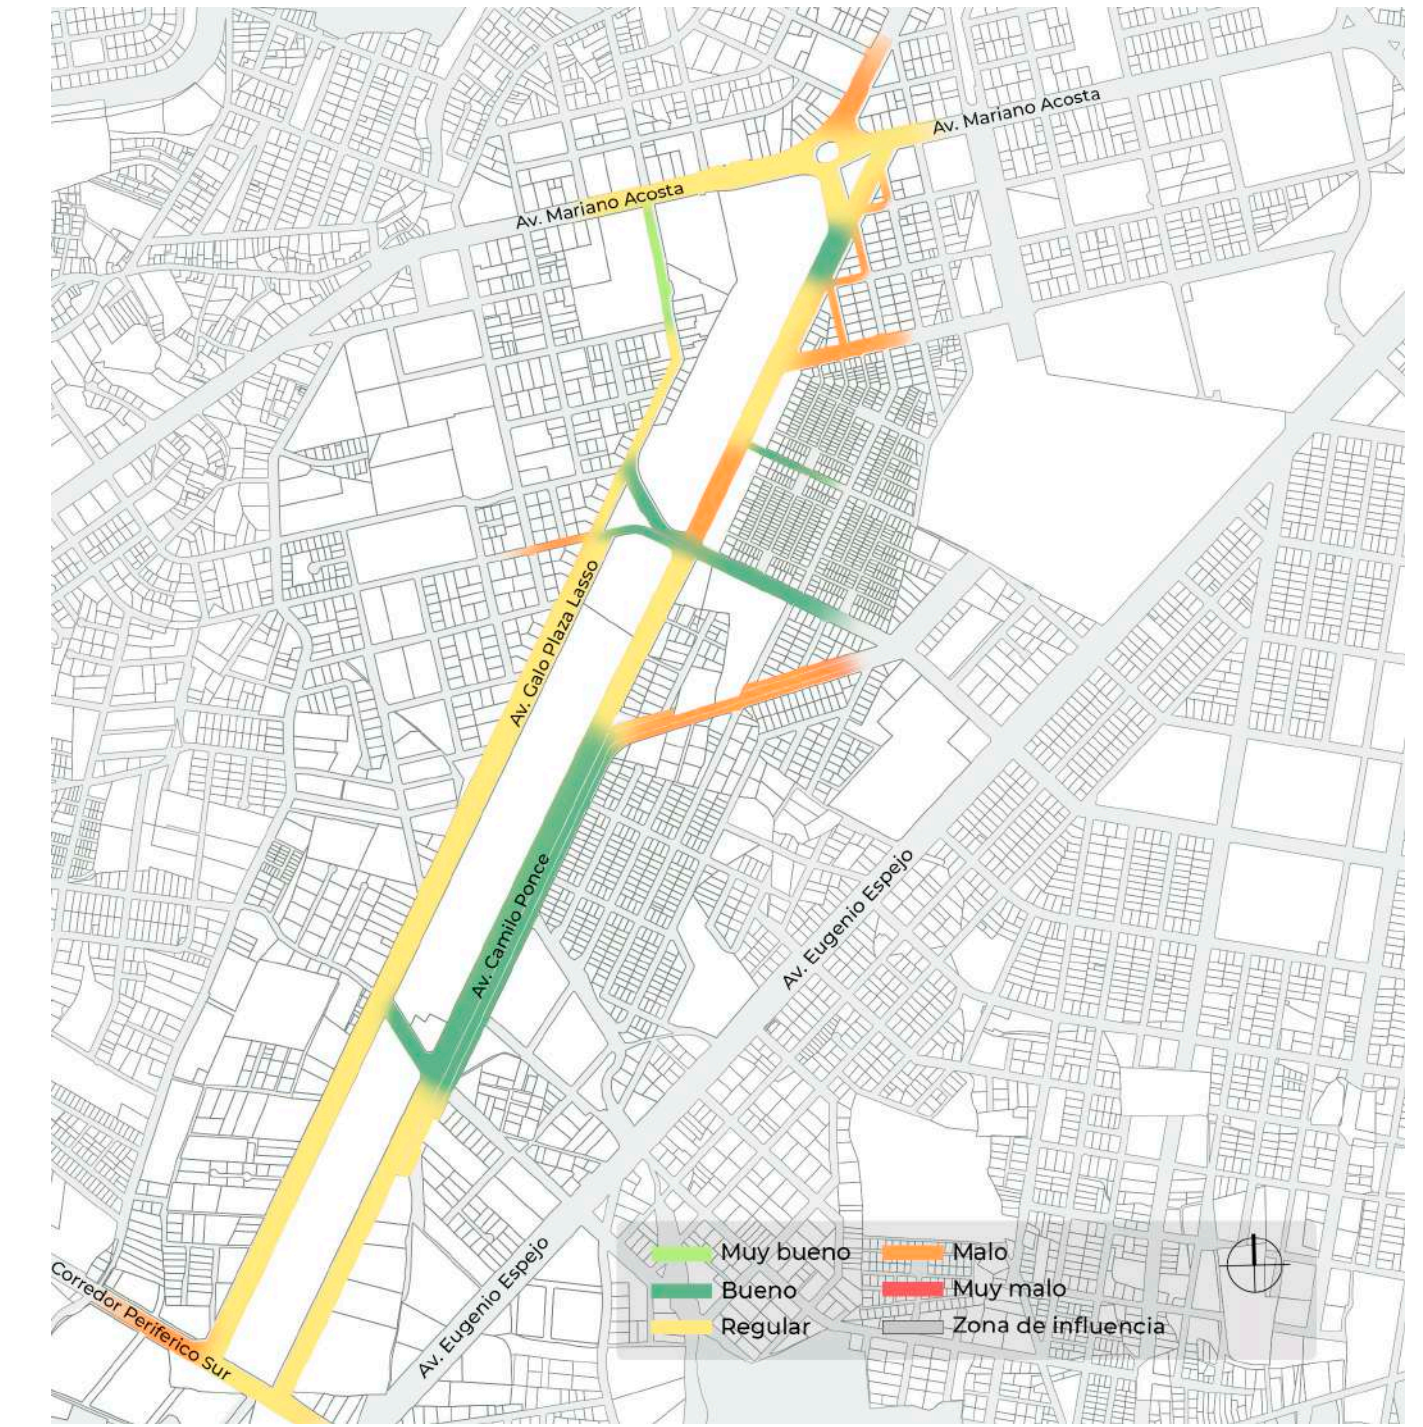 Av. Mariano Acosta
Av. Mariano Acosta
Av. Galo Plaza Lasso
Av. Camilo Ponce
Av. Eugenio Espejo
Av. Eugenio Espejo
Corredor Periferico Sur
Muy bueno
Bueno
Regular
Malo
Muy malo
Zona de influencia